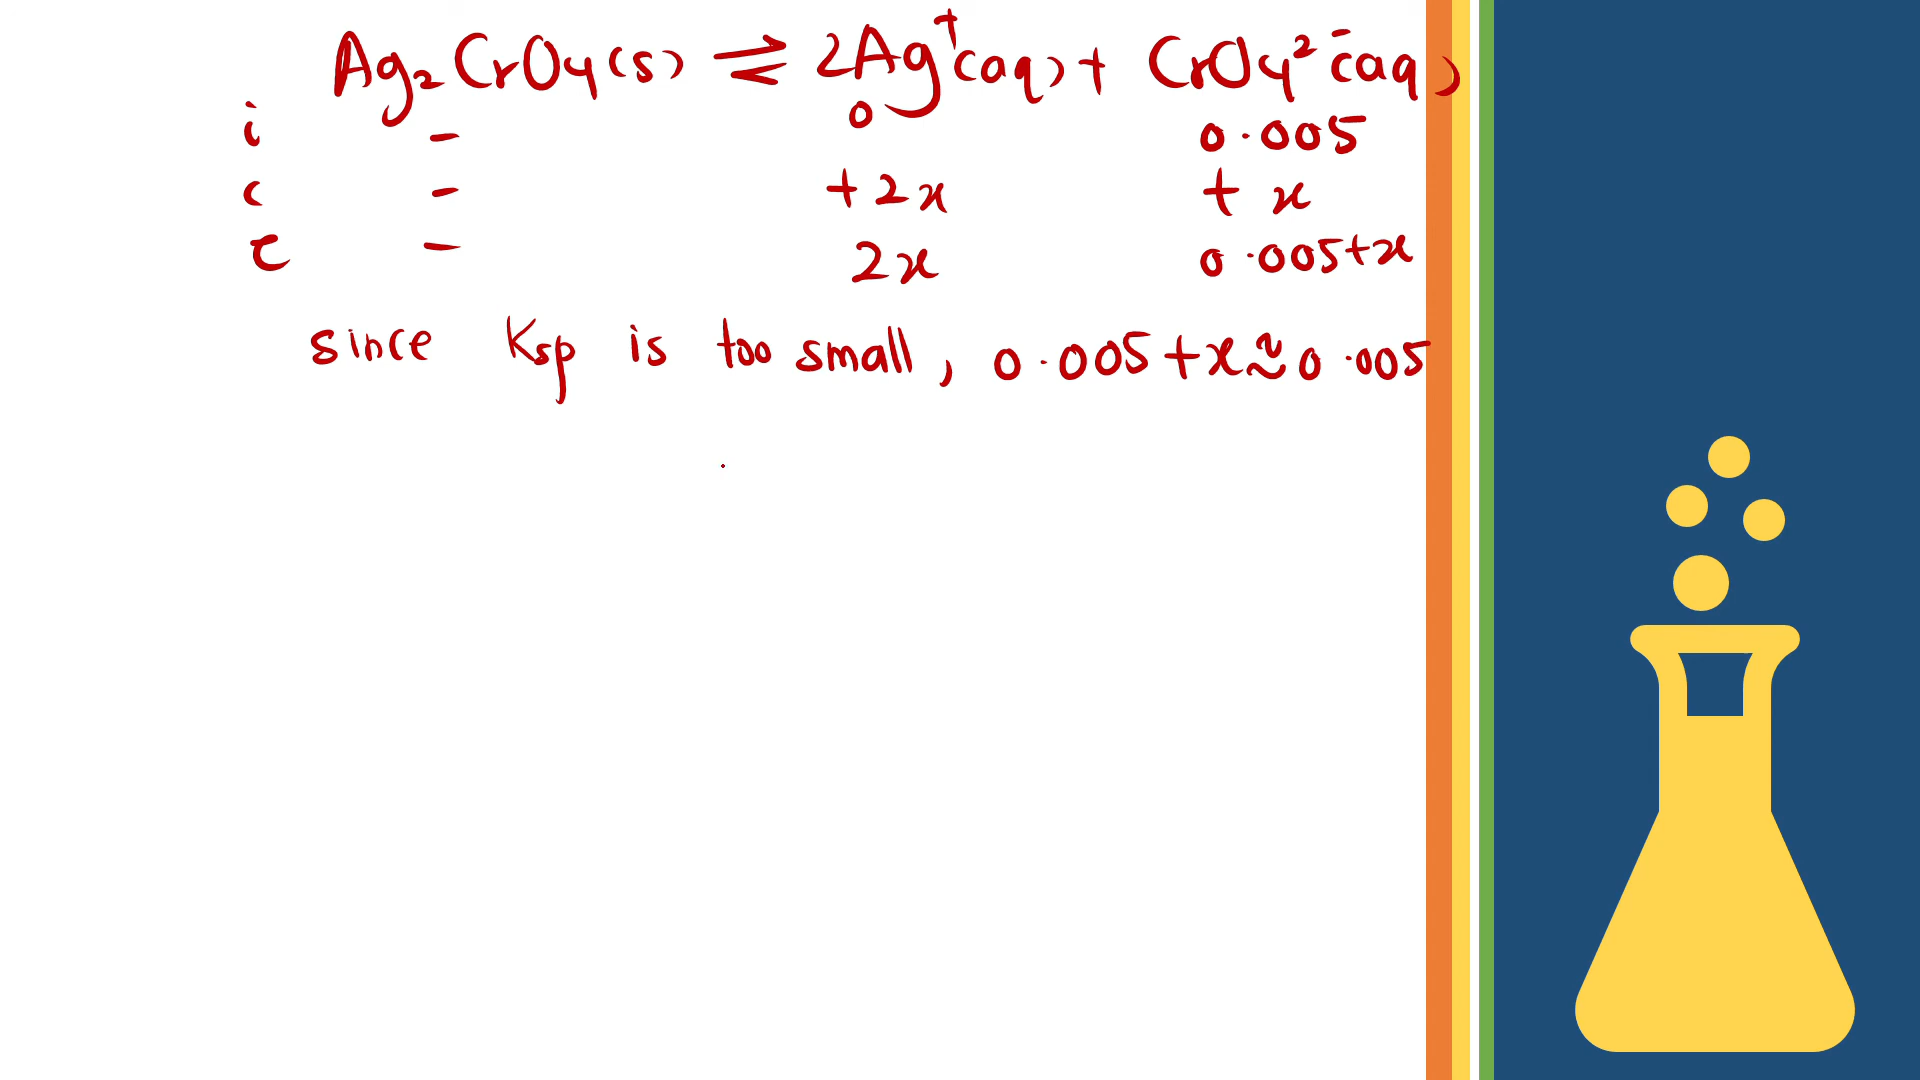 Ag₂CrO₄(s) ⇌ 2Ag⁺(aq) + CrO₄²⁻(aq)
i - 0 0.005
c - +2x + x
e - 2x 0.005+x
since Ksp is too small, 0.005+x≈0.005